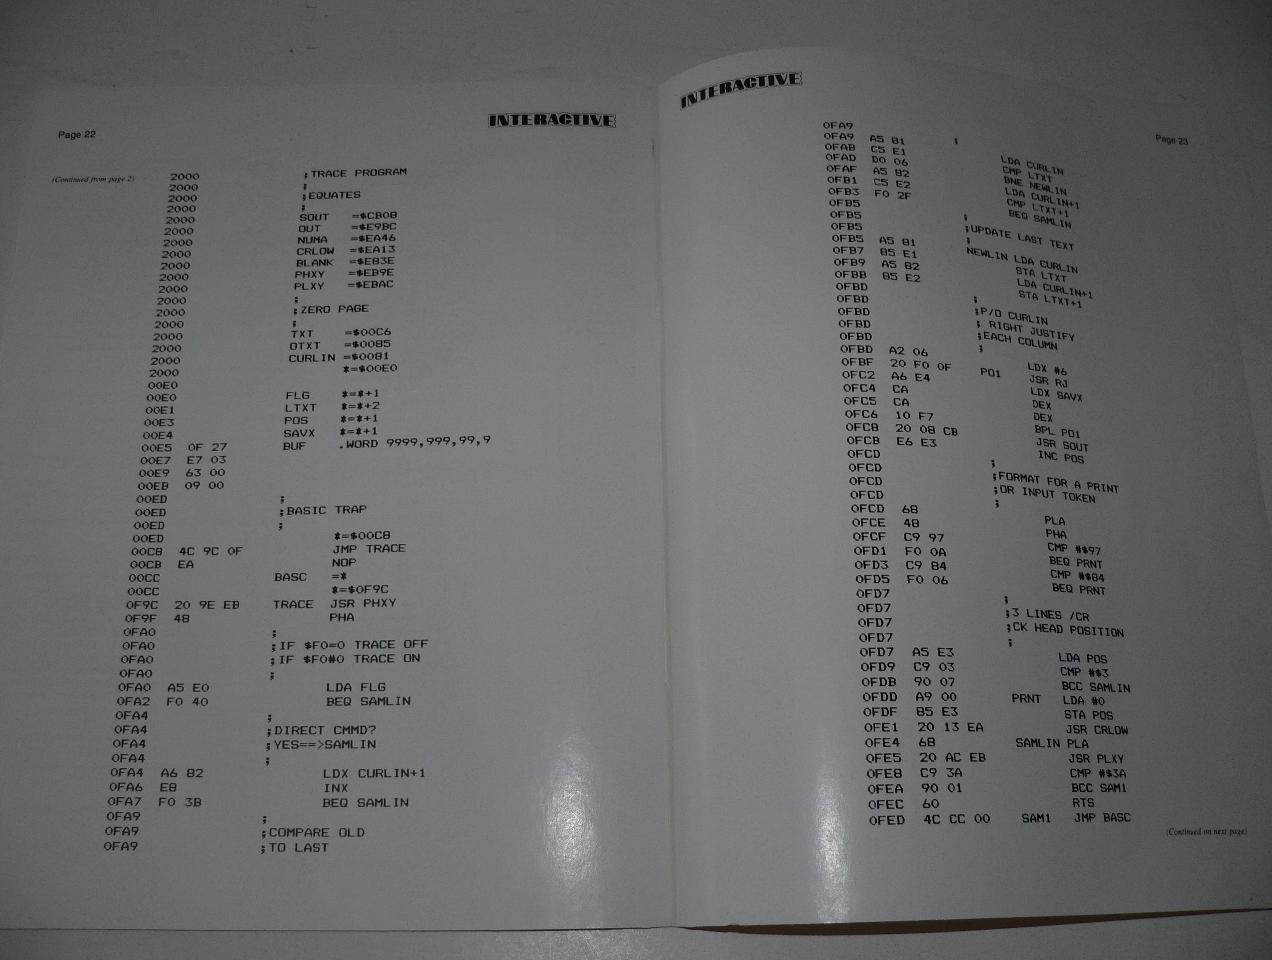 Page 22
INTERACTIVE
(Continued from page 2)
2000 ;TRACE PROGRAM
2000 ;
2000 ;EQUATES
2000 ;
2000 SOUT =$CB08
2000 OUT =$E9BC
2000 NUMA =$EA46
2000 CRLOW =$EA13
2000 BLANK =$EB3E
2000 PHXY =$EB9E
2000 PLXY =$EBAC
2000 ;
2000 ;ZERO PAGE
2000 ;
2000 TXT =$00C6
2000 OTXT =$0085
2000 CURLIN =$0081
2000 *=$00E0
00E0
00E0 FLG *=*+1
00E1 LTXT *=*+2
00E3 POS *=*+1
00E4 SAVX *=*+1
00E5 0F 27 BUF .WORD 9999,999,99,9
00E7 E7 03
00E9 63 00
00EB 09 00
00ED ;
00ED ;BASIC TRAP
00ED ;
00ED *=$00C8
00C8 4C 9C 0F JMP TRACE
00CB EA NOP
00CC BASC =*
00CC *=$0F9C
0F9C 20 9E EB TRACE JSR PHXY
0F9F 48 PHA
0FA0 ;
0FA0 ;IF $F0=0 TRACE OFF
0FA0 ;IF $F0#0 TRACE ON
0FA0 ;
0FA0 A5 E0 LDA FLG
0FA2 F0 40 BEQ SAMLIN
0FA4 ;
0FA4 ;DIRECT CMMD?
0FA4 ;YES==>SAMLIN
0FA4 ;
0FA4 A6 82 LDX CURLIN+1
0FA6 E8 INX
0FA7 F0 3B BEQ SAMLIN
0FA9 ;
0FA9 ;COMPARE OLD
0FA9 ;TO LAST
INTERACTIVE
Page 23
0FA9 ;
0FA9 A5 81 LDA CURLIN
0FAB C5 E1 CMP LTXT
0FAD D0 06 BNE NEWLIN
0FAF A5 82 LDA CURLIN+1
0FB1 C5 E2 CMP LTXT+1
0FB3 F0 2F BEQ SAMLIN
0FB5 ;
0FB5 ;UPDATE LAST TEXT
0FB5 ;
0FB5 A5 81 NEWLIN LDA CURLIN
0FB7 85 E1 STA LTXT
0FB9 A5 82 LDA CURLIN+1
0FBB 85 E2 STA LTXT+1
0FBD ;
0FBD ;P/O CURLIN
0FBD ; RIGHT JUSTIFY
0FBD ;EACH COLUMN
0FBD ;
0FBD A2 06 LDX #6
0FBF 20 F0 0F PO1 JSR RJ
0FC2 A6 E4 LDX SAVX
0FC4 CA DEX
0FC5 CA DEX
0FC6 10 F7 BPL PO1
0FC8 20 08 CB JSR SOUT
0FCB E6 E3 INC POS
0FCD ;
0FCD ;FORMAT FOR A PRINT
0FCD ;OR INPUT TOKEN
0FCD ;
0FCD 68 PLA
0FCE 48 PHA
0FCF C9 97 CMP #$97
0FD1 F0 0A BEQ PRNT
0FD3 C9 84 CMP #$84
0FD5 F0 06 BEQ PRNT
0FD7 ;
0FD7 ;3 LINES /CR
0FD7 ;CK HEAD POSITION
0FD7 ;
0FD7 A5 E3 LDA POS
0FD9 C9 03 CMP #$3
0FDB 90 07 BCC SAMLIN
0FDD A9 00 PRNT LDA #0
0FDF 85 E3 STA POS
0FE1 20 13 EA JSR CRLOW
0FE4 68 SAMLIN PLA
0FE5 20 AC EB JSR PLXY
0FE8 C9 3A CMP #$3A
0FEA 90 01 BCC SAM1
0FEC 60 RTS
0FED 4C CC 00 SAM1 JMP BASC
(Continued on next page)